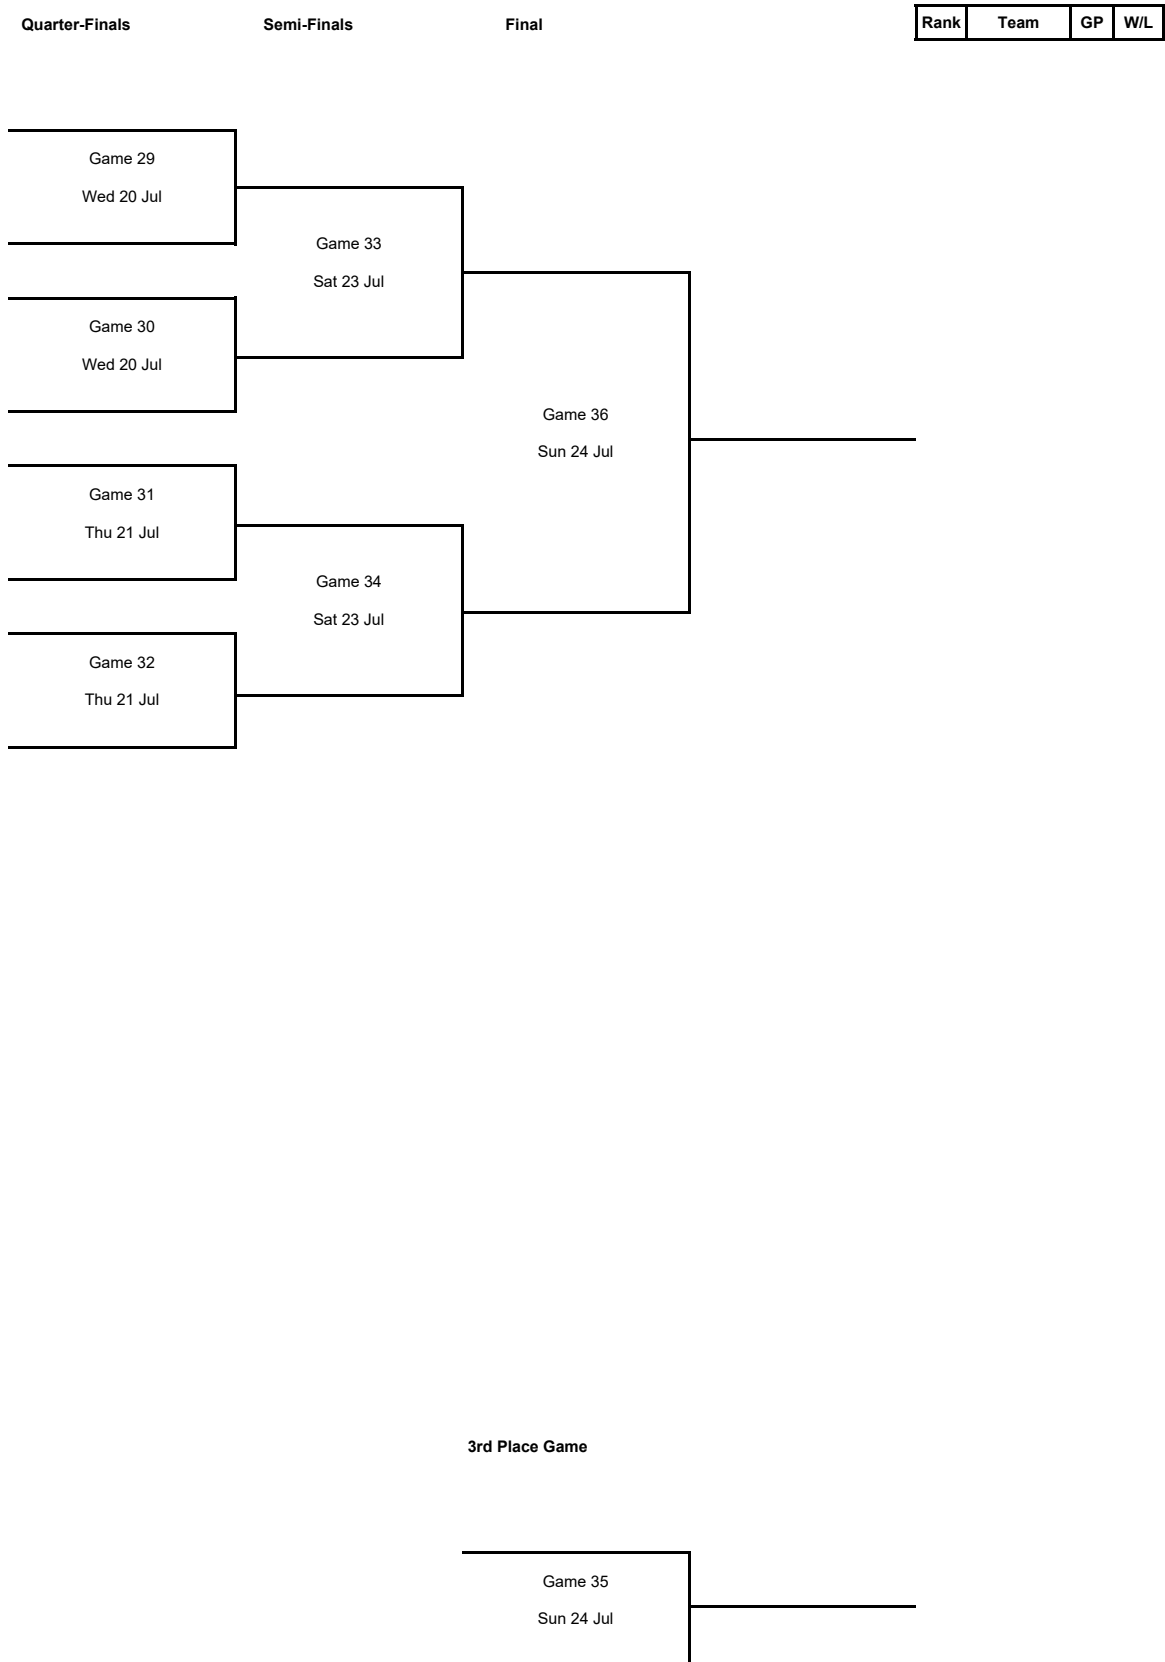 Quarter-Finals Semi-Finals Final Rank Team GP W/L
Game 29
Wed 20 Jul
Game 33
Sat 23 Jul
Game 30
Wed 20 Jul
Game 36
Sun 24 Jul
Game 31
Thu 21 Jul
Game 34
Sat 23 Jul
Game 32
Thu 21 Jul
3rd Place Game
Game 35
Sun 24 Jul